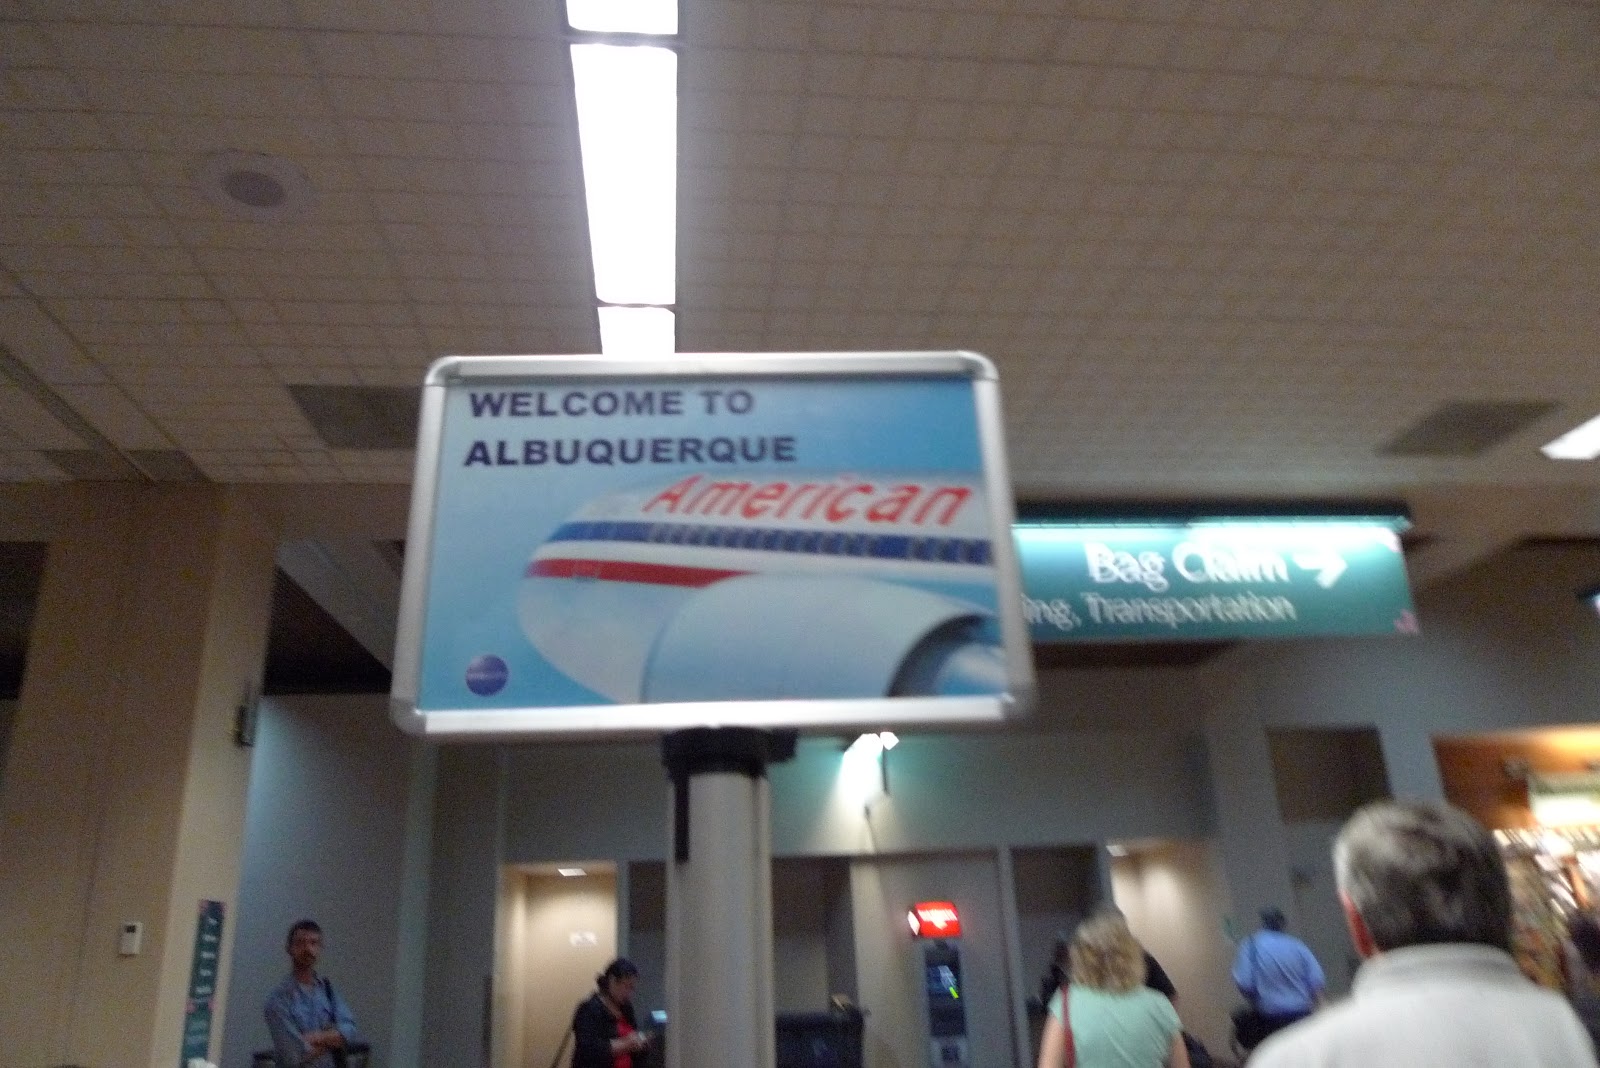 WELCOME TO
ALBUQUERQUE
American
Bag Claim →
ing, Transportation